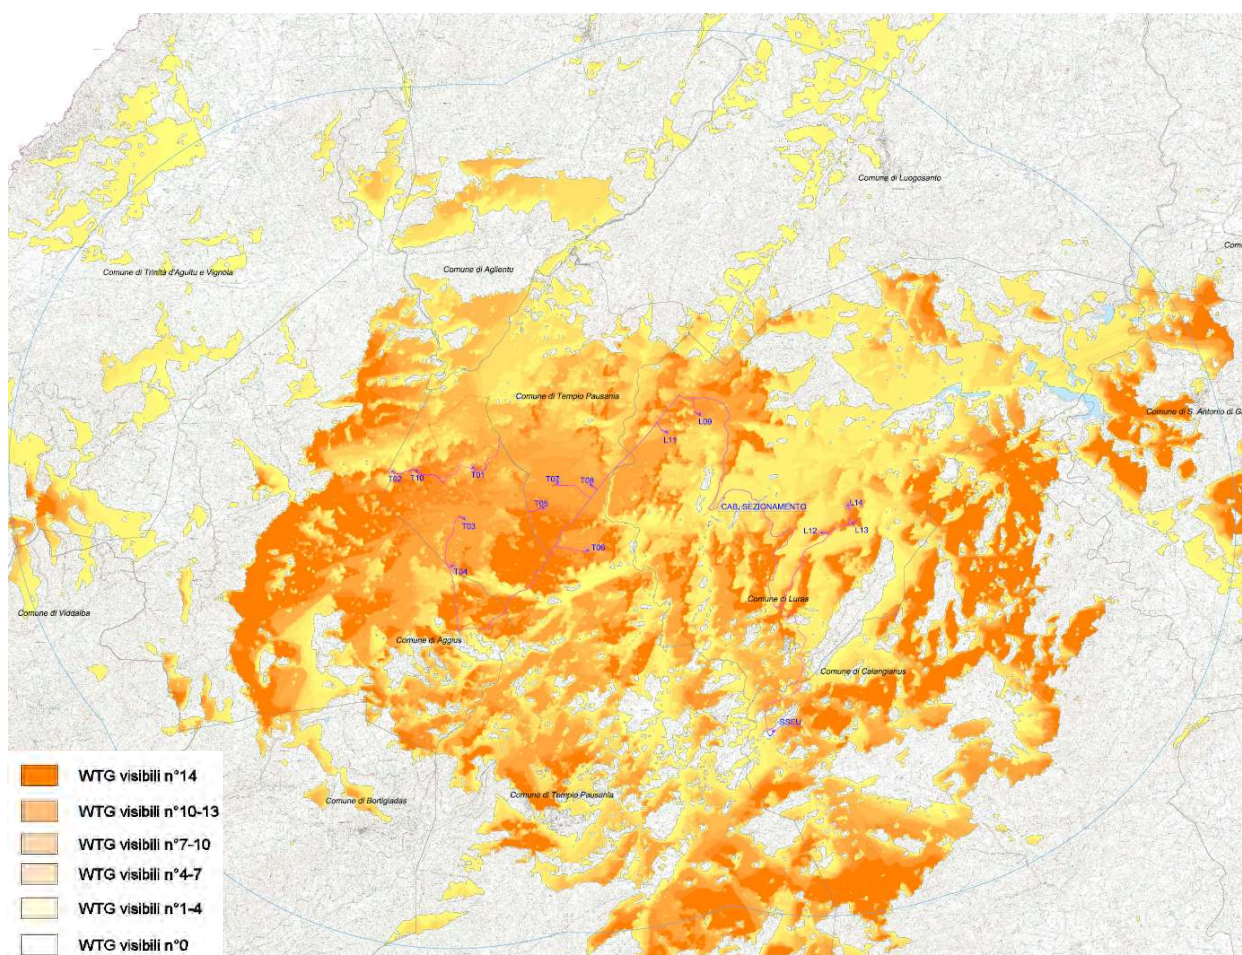 Comune di Luogosanto
Com
Comune di Trinità d'Agultu e Vignola
Comune di Aglientu
Comune di Tempio Pausania
Comune di S. Antonio di Ga
L09
L11
T02
T10
T01
T07
T08
T05
CAB. SEZIONAMENTO
L14
T03
L12
L13
T06
T04
Comune di Viddalba
Comune di Luras
Comune di Aggius
Comune di Calangianus
SSEU
WTG visibili n°14
Comune di Bortigiadas
Comune di Tempio Pausania
WTG visibili n°10-13
WTG visibili n°7-10
WTG visibili n°4-7
WTG visibili n°1-4
WTG visibili n°0